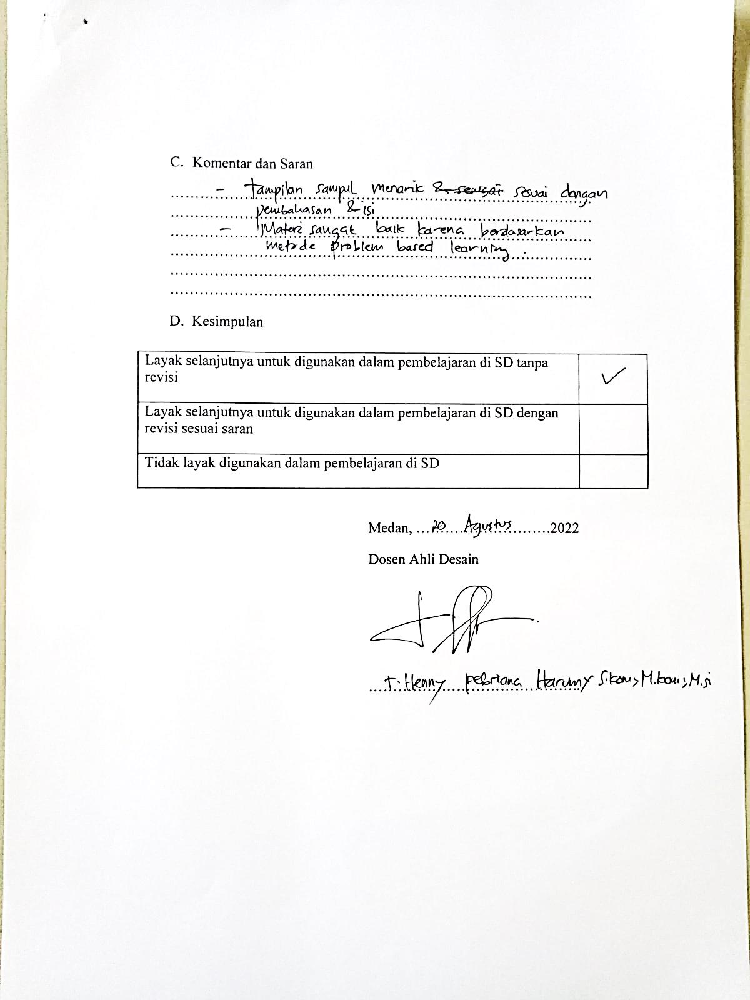 C. Komentar dan Saran
- tampilan sampul menarik & sesuai dengan
pembahasan & isi
- Materi sangat baik karena berdasarkan
metode problem based learning.
D. Kesimpulan
Layak selanjutnya untuk digunakan dalam pembelajaran di SD tanpa
revisi ✓
Layak selanjutnya untuk digunakan dalam pembelajaran di SD dengan
revisi sesuai saran
Tidak layak digunakan dalam pembelajaran di SD
Medan, ...20....Agustus.........2022
Dosen Ahli Desain
T. Henny Febriana Harumy S.kom, M.kom, M.si